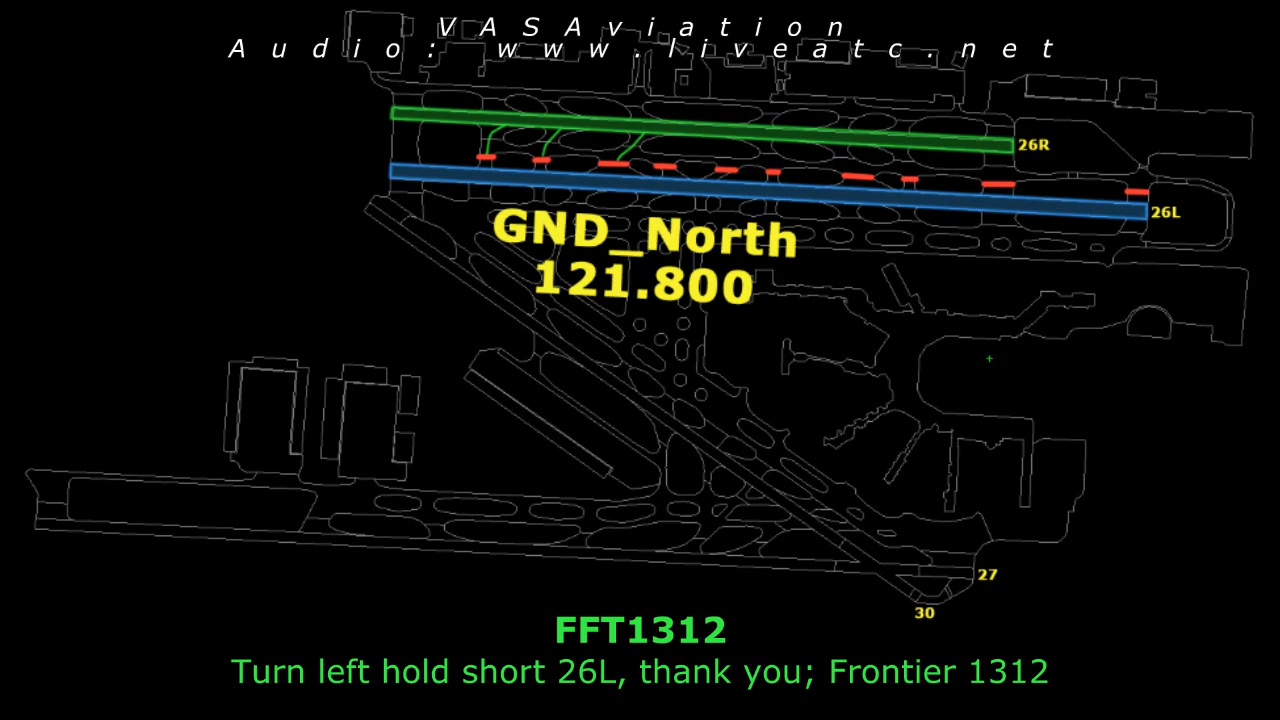 V A S A v i a t i o n
A u d i o : w w w . l i v e a t c . n e t
26R
26L
GND_North
121.800
27
30
FFT1312
Turn left hold short 26L, thank you; Frontier 1312